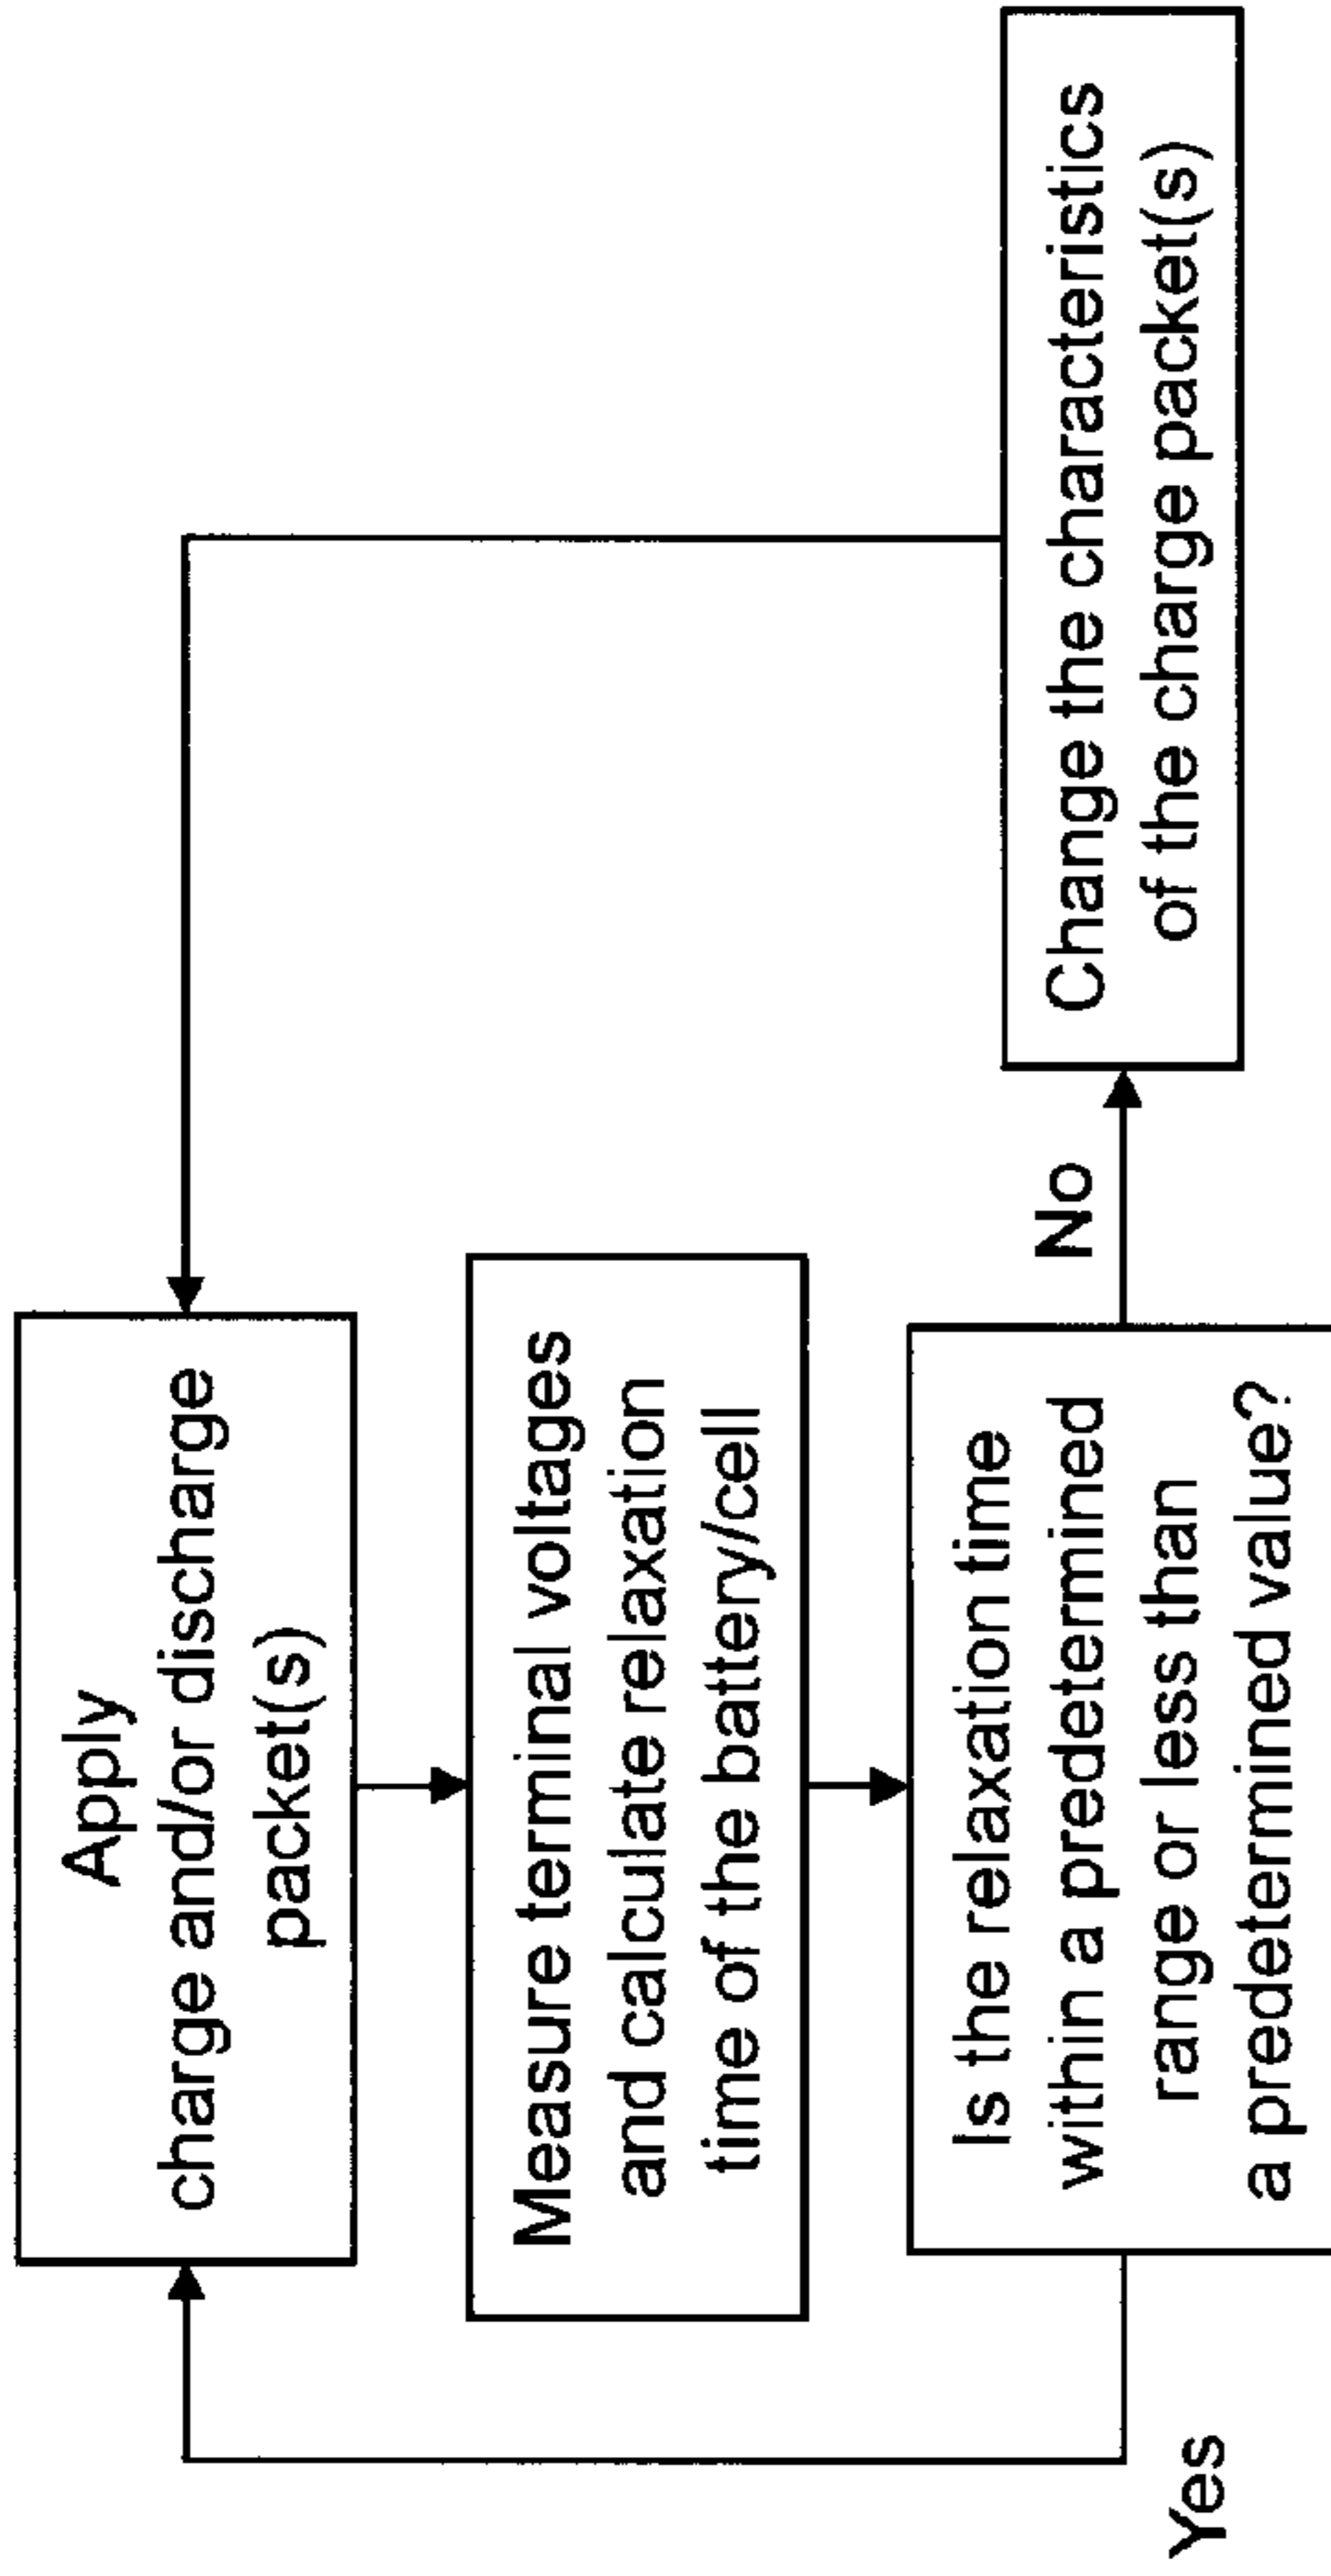 Apply
charge and/or discharge
packet(s)
Measure terminal voltages
and calculate relaxation
time of the battery/cell
Is the relaxation time
within a predetermined
range or less than
a predetermined value?
Yes
No
Change the characteristics
of the charge packet(s)